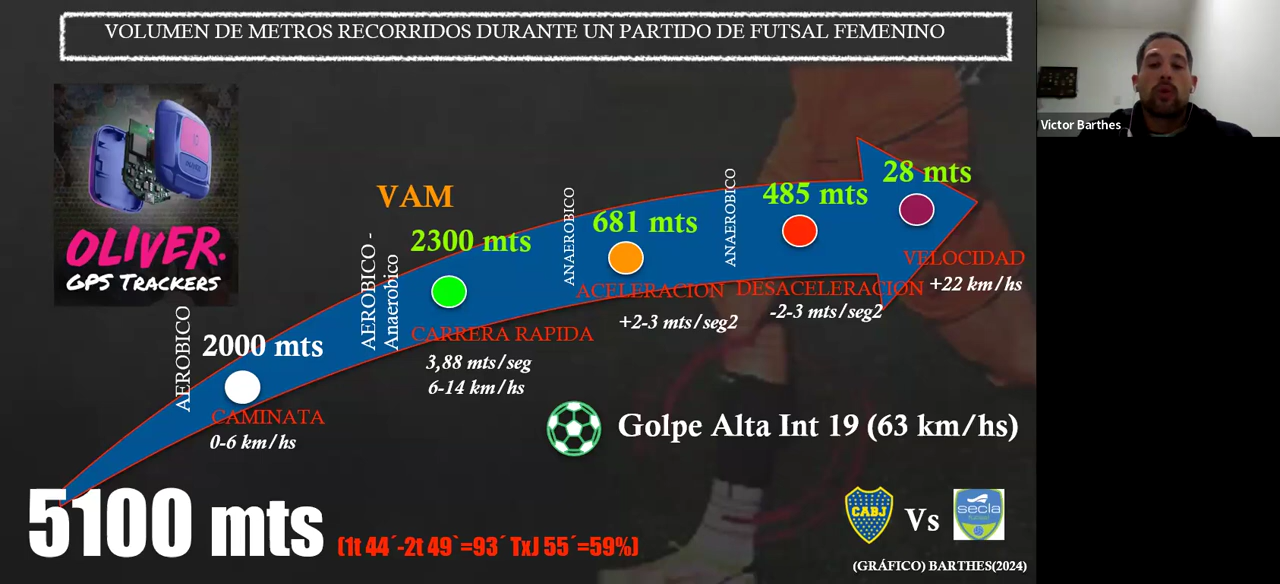 VOLUMEN DE METROS RECORRIDOS DURANTE UN PARTIDO DE FUTSAL FEMENINO
Victor Barthes
OLIVER.
GPS TRACKERS
AEROBICO
2000 mts
CAMINATA
0-6 km/hs
VAM
AEROBICO -
Anaerobico
2300 mts
CARRERA RAPIDA
3,88 mts/seg
6-14 km/hs
ANAEROBICO
681 mts
ACELERACION
+2-3 mts/seg2
ANAEROBICO
485 mts
DESACELERACION
-2-3 mts/seg2
28 mts
VELOCIDAD
+22 km/hs
Golpe Alta Int 19 (63 km/hs)
5100 mts
(1t 44´-2t 49`=93´ TxJ 55´=59%)
CABJ
Vs
secla
(GRÁFICO) BARTHES(2024)